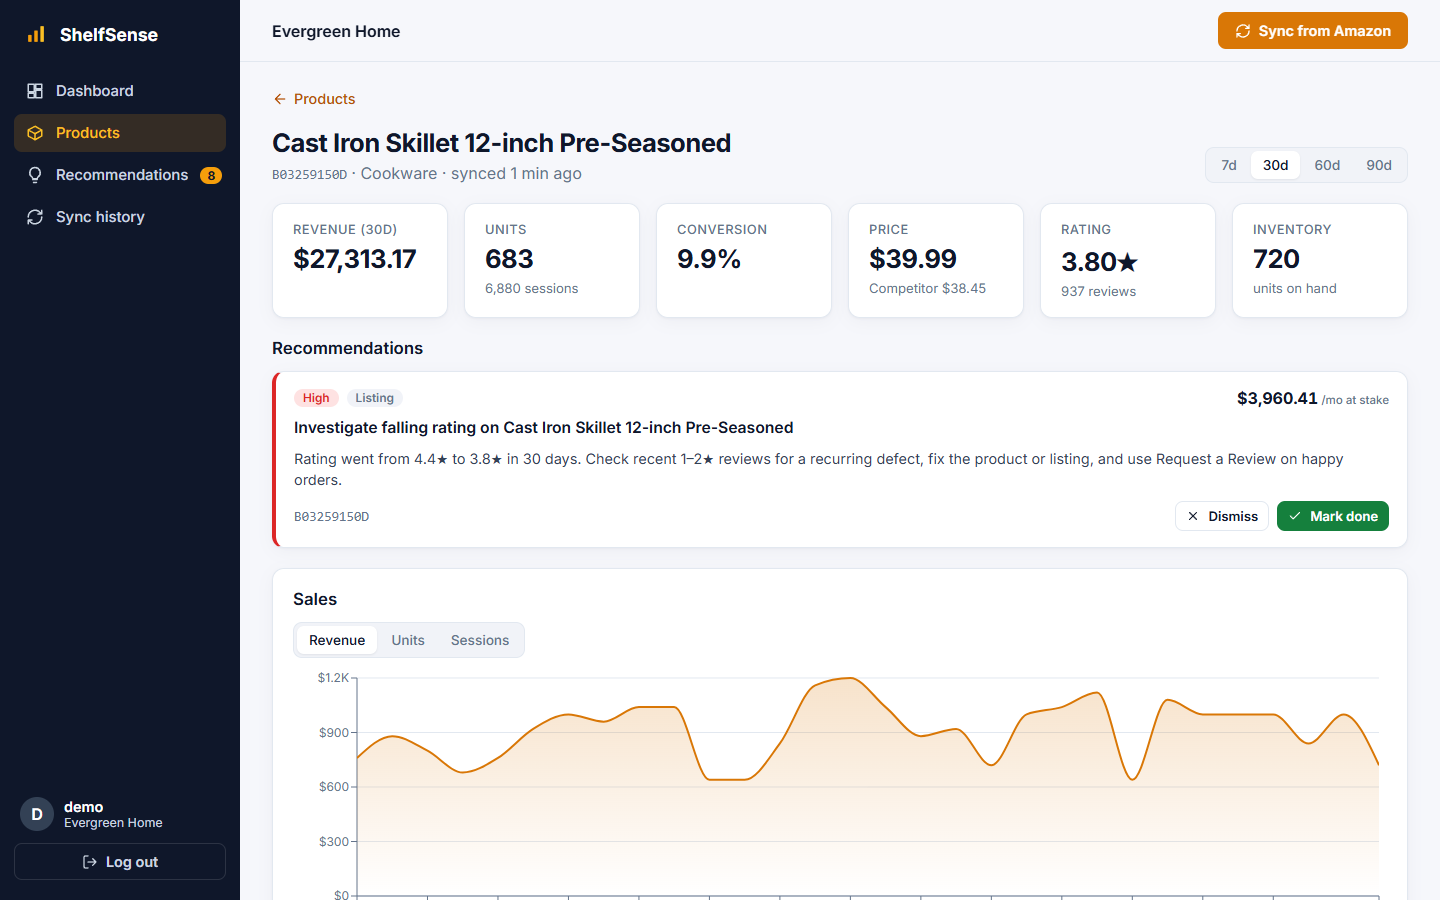 ShelfSense
Dashboard
Products
Recommendations 8
Sync history
demo
D
Evergreen Home
Log out
Evergreen Home
Sync from Amazon
← Products
Cast Iron Skillet 12-inch Pre-Seasoned
B03259150D · Cookware · synced 1 min ago
7d 30d 60d 90d
REVENUE (30D)
$27,313.17
UNITS
683
6,880 sessions
CONVERSION
9.9%
PRICE
$39.99
Competitor $38.45
RATING
3.80★
937 reviews
INVENTORY
720
units on hand
Recommendations
High Listing
$3,960.41 /mo at stake
Investigate falling rating on Cast Iron Skillet 12-inch Pre-Seasoned
Rating went from 4.4★ to 3.8★ in 30 days. Check recent 1–2★ reviews for a recurring defect, fix the product or listing, and use Request a Review on happy
orders.
B03259150D
Dismiss
Mark done
Sales
Revenue Units Sessions
$1.2K
$900
$600
$300
$0